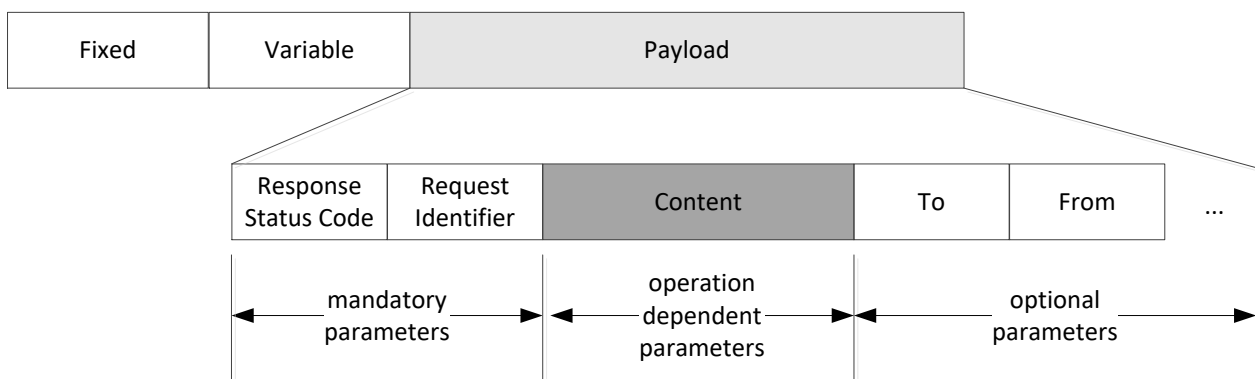 Fixed
Variable
Payload
Response
Status Code
Request
Identifier
Content
To
From
...
mandatory
parameters
operation
dependent
parameters
optional
parameters